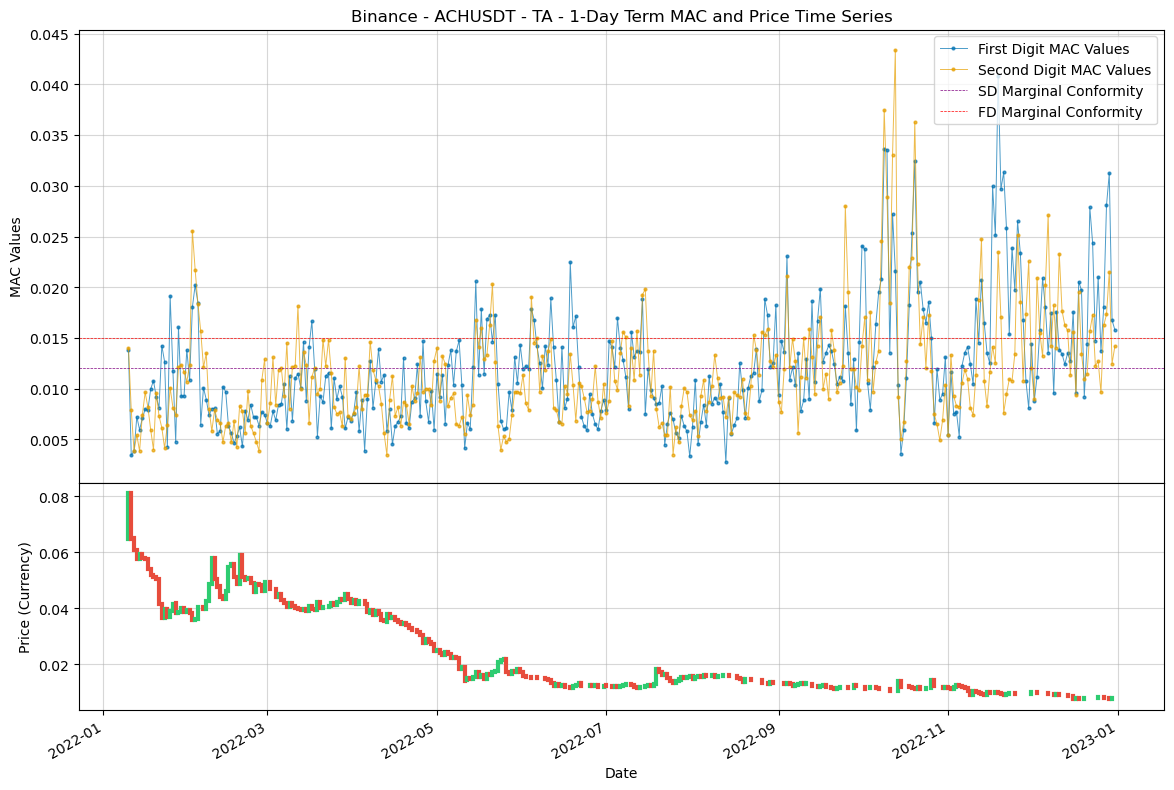 Binance - ACHUSDT - TA - 1-Day Term MAC and Price Time Series
First Digit MAC Values
Second Digit MAC Values
SD Marginal Conformity
FD Marginal Conformity
MAC Values
0.045
0.040
0.035
0.030
0.025
0.020
0.015
0.010
0.005
Price (Currency)
0.08
0.06
0.04
0.02
2022-01
2022-03
2022-05
2022-07
2022-09
2022-11
2023-01
Date